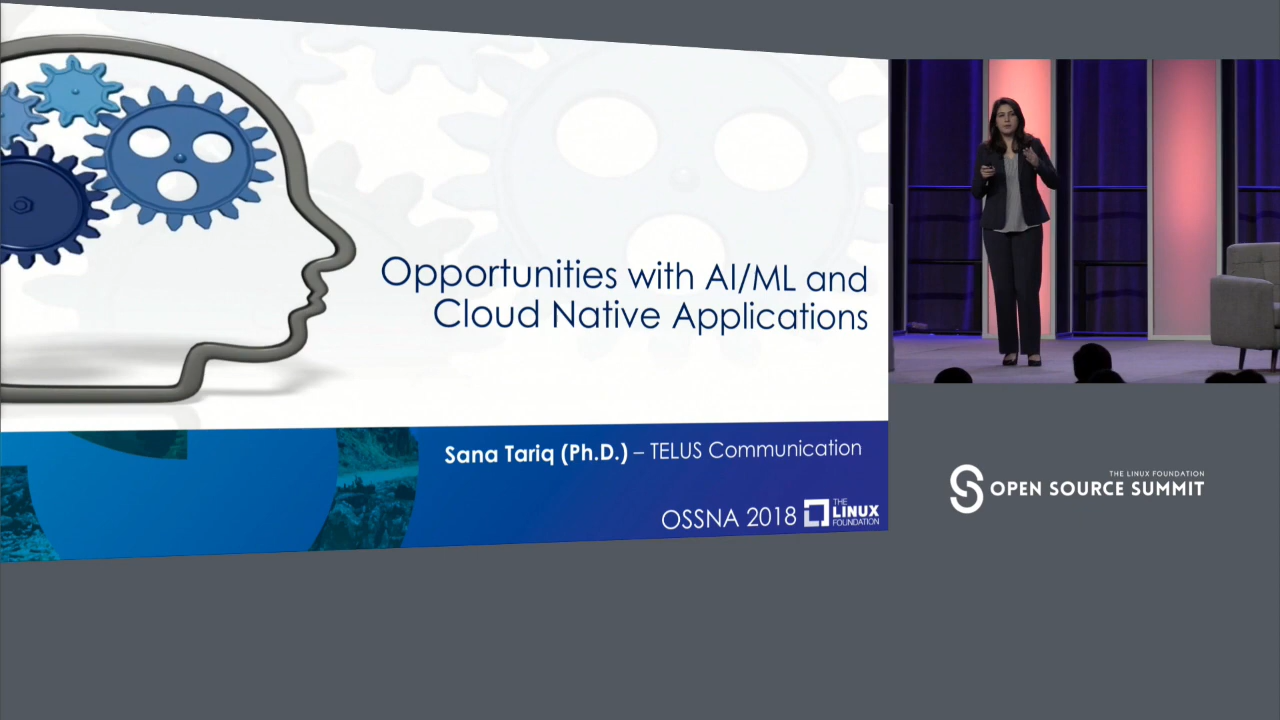 Opportunities with AI/ML and
Cloud Native Applications
Sana Tariq (Ph.D.) – TELUS Communication
OSSNA 2018
THE
LINUX
FOUNDATION
THE LINUX FOUNDATION
OPEN SOURCE SUMMIT